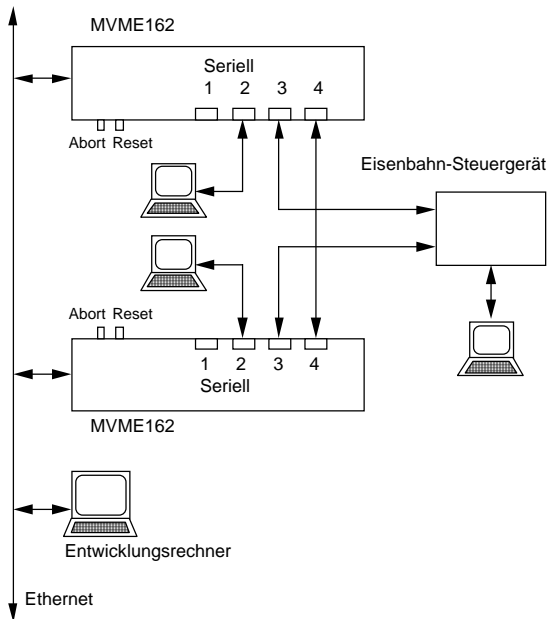 MVME162
Seriell
1 2 3 4
Abort Reset
Eisenbahn-Steuergerät
Abort Reset
1 2 3 4
Seriell
MVME162
Entwicklungsrechner
Ethernet